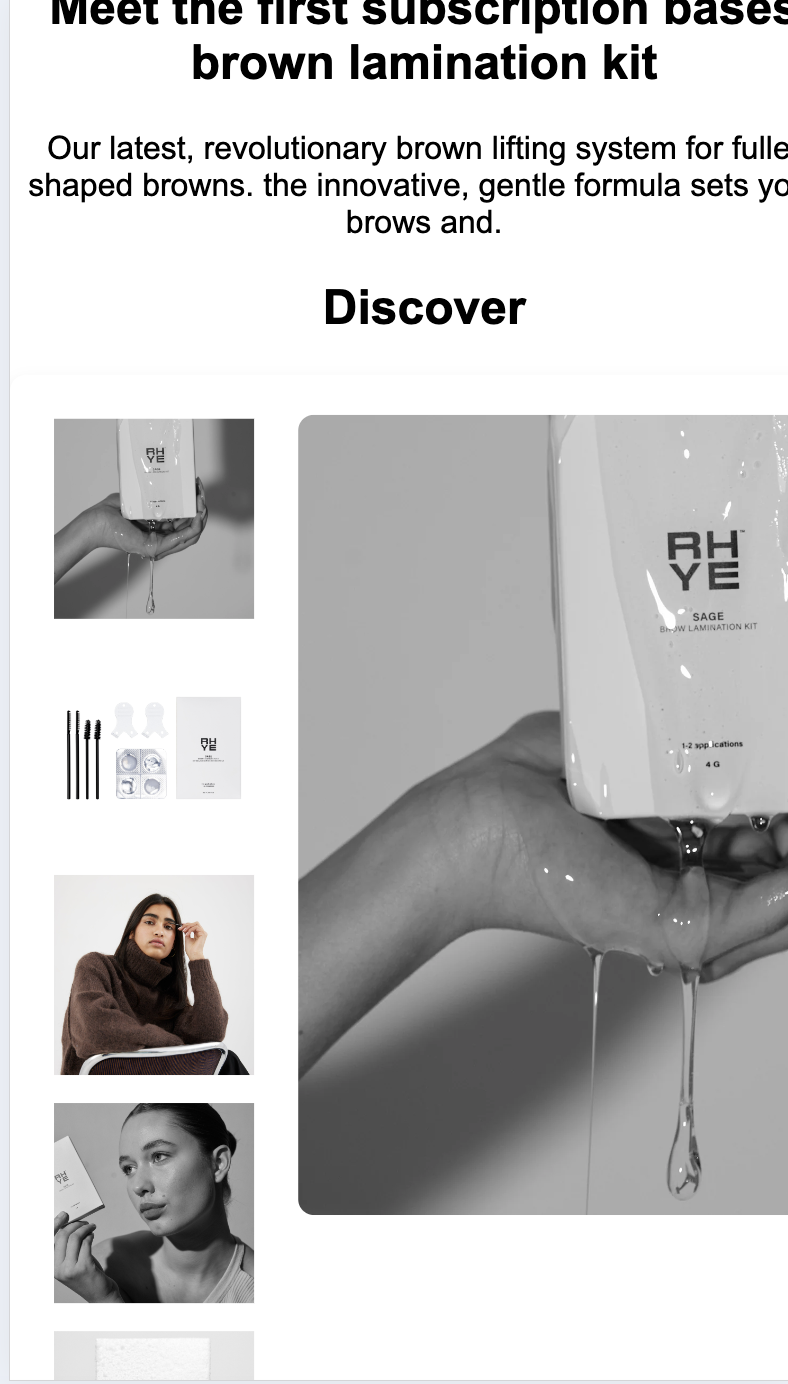 Meet the first subscription bases
brown lamination kit
Our latest, revolutionary brown lifting system for fulle
shaped browns. the innovative, gentle formula sets yo
brows and.
Discover
RH
YE
RH™
YE
SAGE
BROW LAMINATION KIT
1-2 applications
4 G
RH
YE
RH
YE